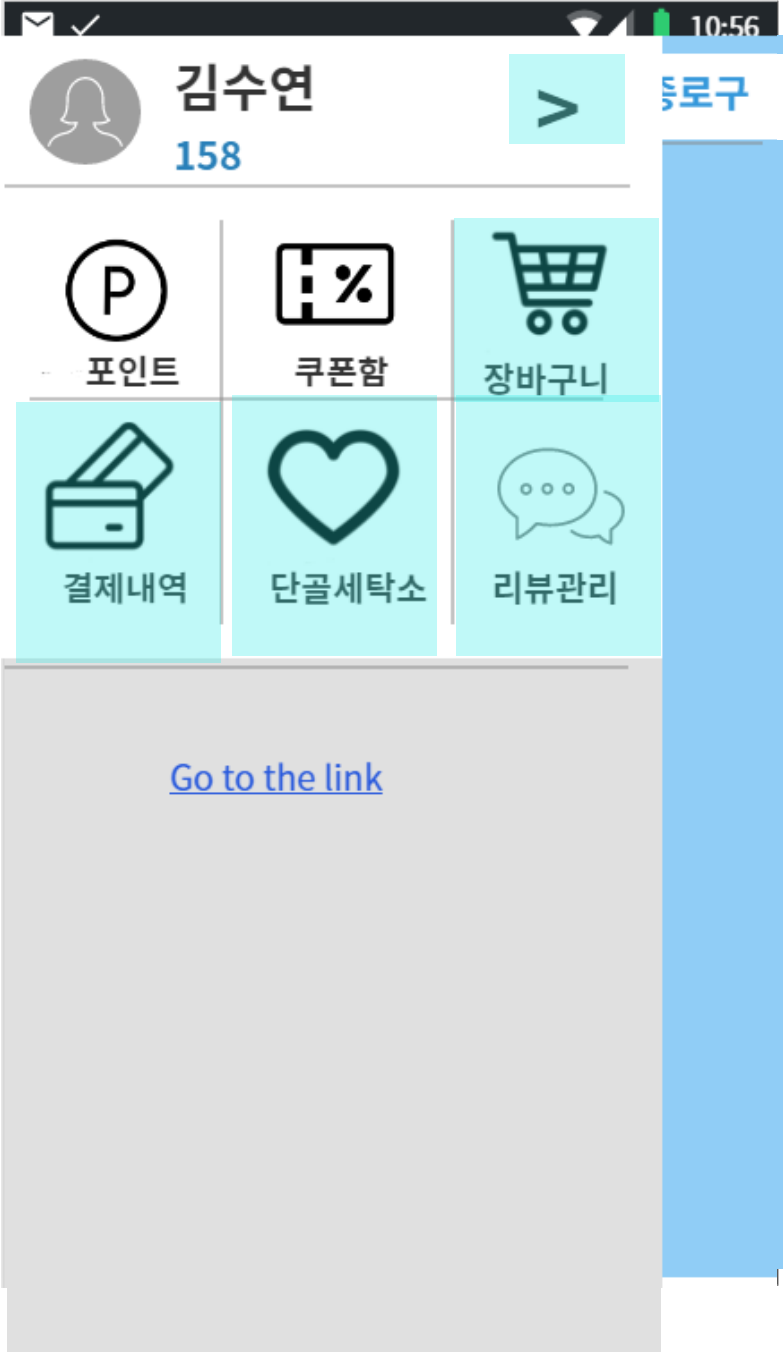 10:56
김수연
>
종로구
158
P
%
포인트
쿠폰함
장바구니
결제내역
단골세탁소
리뷰관리
Go to the link